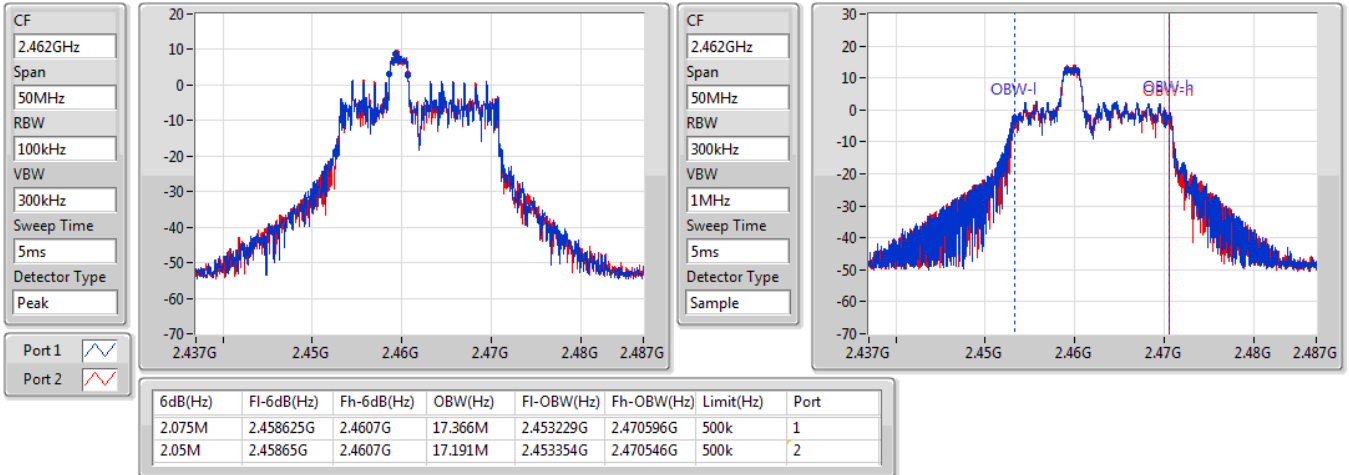 CF
2.462GHz
Span
50MHz
RBW
100kHz
VBW
300kHz
Sweep Time
5ms
Detector Type
Peak
20
10
0
-10
-20
-30
-40
-50
-60
-70
2.437G 2.45G 2.46G 2.47G 2.48G 2.487G
CF
2.462GHz
Span
50MHz
RBW
300kHz
VBW
1MHz
Sweep Time
5ms
Detector Type
Sample
30
20
10
0
-10
-20
-30
-40
-50
-60
-70
OBW-l OBW-h
2.437G 2.45G 2.46G 2.47G 2.48G 2.487G
Port 1
Port 2
6dB(Hz) Fl-6dB(Hz) Fh-6dB(Hz) OBW(Hz) Fl-OBW(Hz) Fh-OBW(Hz) Limit(Hz) Port
2.075M 2.458625G 2.4607G 17.366M 2.453229G 2.470596G 500k 1
2.05M 2.45865G 2.4607G 17.191M 2.453354G 2.470546G 500k 2